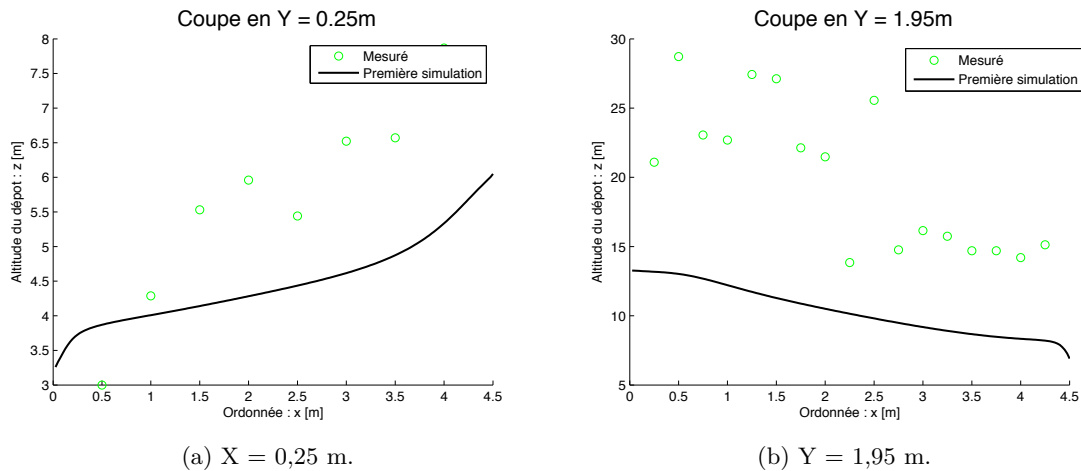 Coupe en Y = 0.25m
8
7.5
7
6.5
6
5.5
5
4.5
4
3.5
3
Altitude du dépot : z [m]
Mesuré
Première simulation
0 0.5 1 1.5 2 2.5 3 3.5 4 4.5
Ordonnée : x [m]
(a) X = 0,25 m.
Coupe en Y = 1.95m
30
25
20
15
10
5
Altitude du dépot : z [m]
Mesuré
Première simulation
0 0.5 1 1.5 2 2.5 3 3.5 4 4.5
Ordonnée : x [m]
(b) Y = 1,95 m.